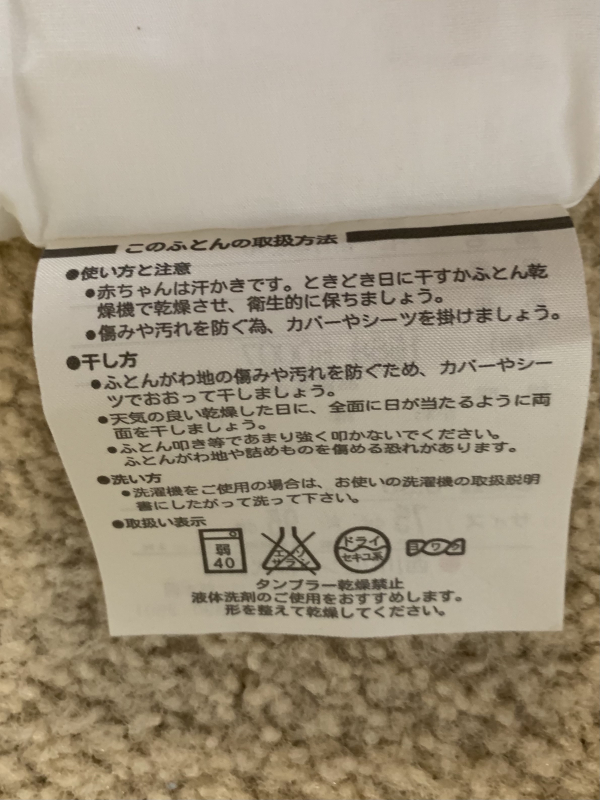 このふとんの取扱方法
●使い方と注意
●赤ちゃんは汗かきです。ときどき日に干すかふとん乾
燥機で乾燥させ、衛生的に保ちましょう。
●傷みや汚れを防ぐ為、カバーやシーツを掛けましょう。
●干し方
●ふとんがわ地の傷みや汚れを防ぐため、カバーやシー
ツでおおって干しましょう。
●天気の良い乾燥した日に、全面に日が当たるように両
面を干しましょう。
●ふとん叩き等であまり強く叩かないでください。
ふとんがわ地や詰めものを傷める恐れがあります。
●洗い方
●洗濯機をご使用の場合は、お使いの洗濯機の取扱説明
書にしたがって洗って下さい。
●取扱い表示
弱
40
エンソ
サラシ
ドライ
セキユ系
ヨワク
タンブラー乾燥禁止
液体洗剤のご使用をおすすめします。
形を整えて乾燥してください。